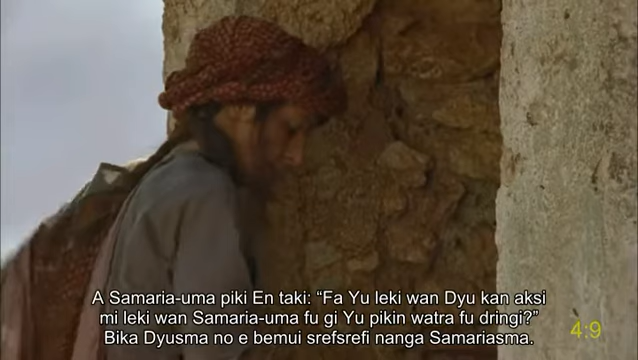 A Samaria-uma piki En taki: “Fa Yu leki wan Dyu kan aksi
mi leki wan Samaria-uma fu gi Yu pikin watra fu dringi?”
Bika Dyusma no e bemui srefsrefi nanga Samariasma.
4:9